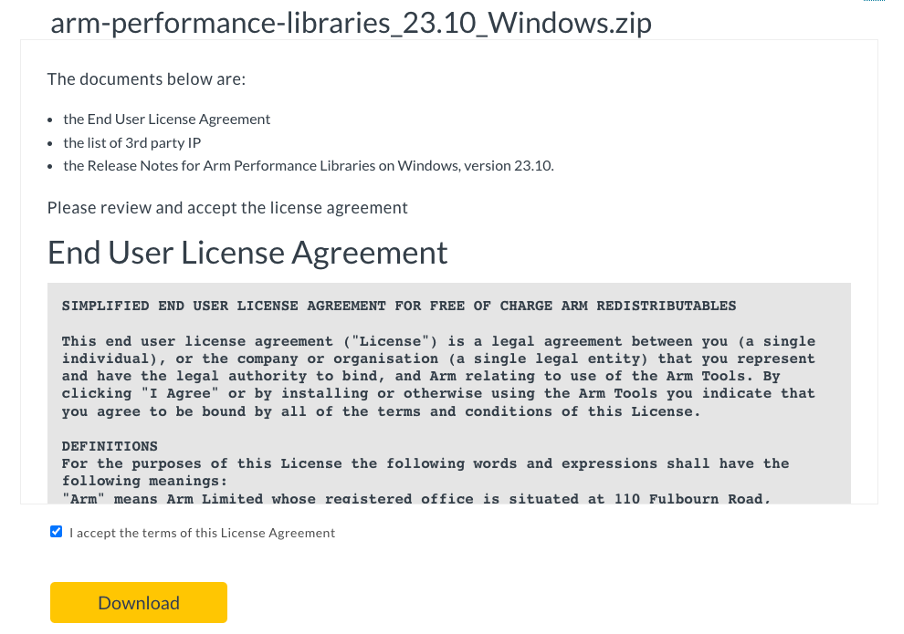 arm-performance-libraries_23.10_Windows.zip
The documents below are:
the End User License Agreement
the list of 3rd party IP
the Release Notes for Arm Performance Libraries on Windows, version 23.10.
Please review and accept the license agreement
End User License Agreement
SIMPLIFIED END USER LICENSE AGREEMENT FOR FREE OF CHARGE ARM REDISTRIBUTABLES
This end user license agreement ("License") is a legal agreement between you (a single
individual), or the company or organisation (a single legal entity) that you represent
and have the legal authority to bind, and Arm relating to use of the Arm Tools. By
clicking "I Agree" or by installing or otherwise using the Arm Tools you indicate that
you agree to be bound by all of the terms and conditions of this License.
DEFINITIONS
For the purposes of this License the following words and expressions shall have the
following meanings:
"Arm" means Arm Limited whose registered office is situated at 110 Fulbourn Road,
I accept the terms of this License Agreement
Download